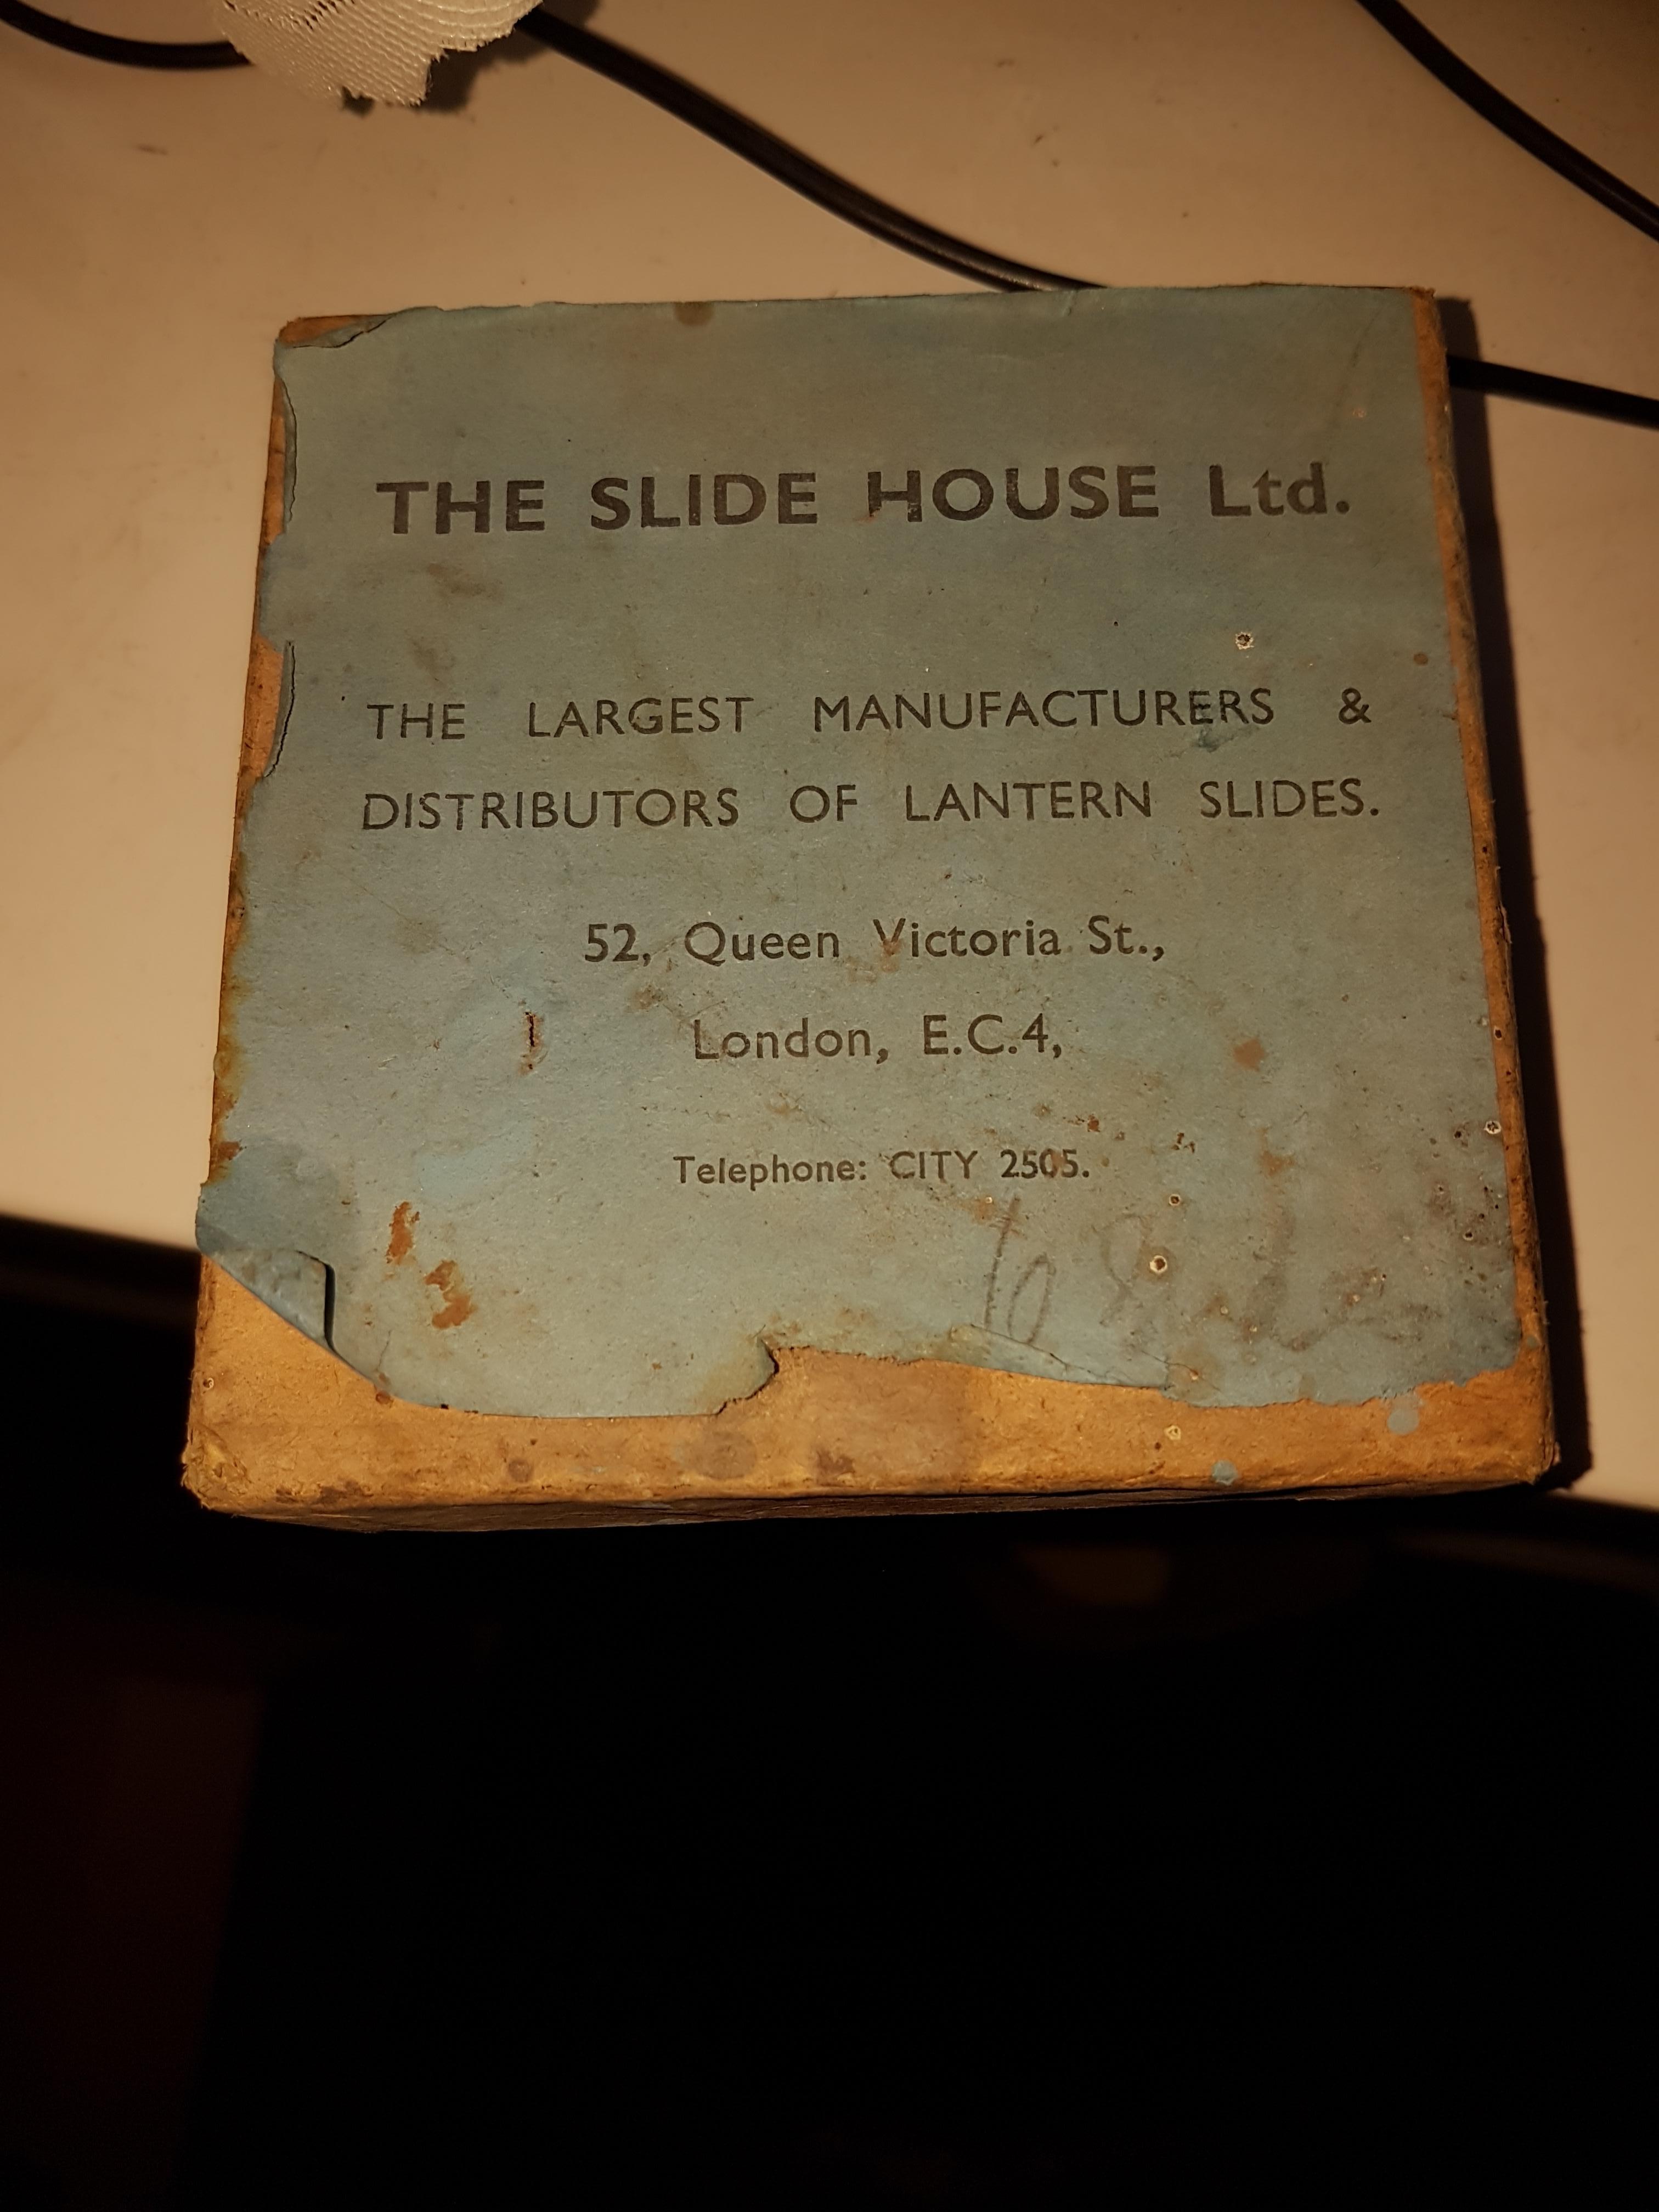 THE SLIDE HOUSE Ltd.
THE LARGEST MANUFACTURERS &
DISTRIBUTORS OF LANTERN SLIDES.
52, Queen Victoria St.,
London, E.C.4,
Telephone: CITY 2505.